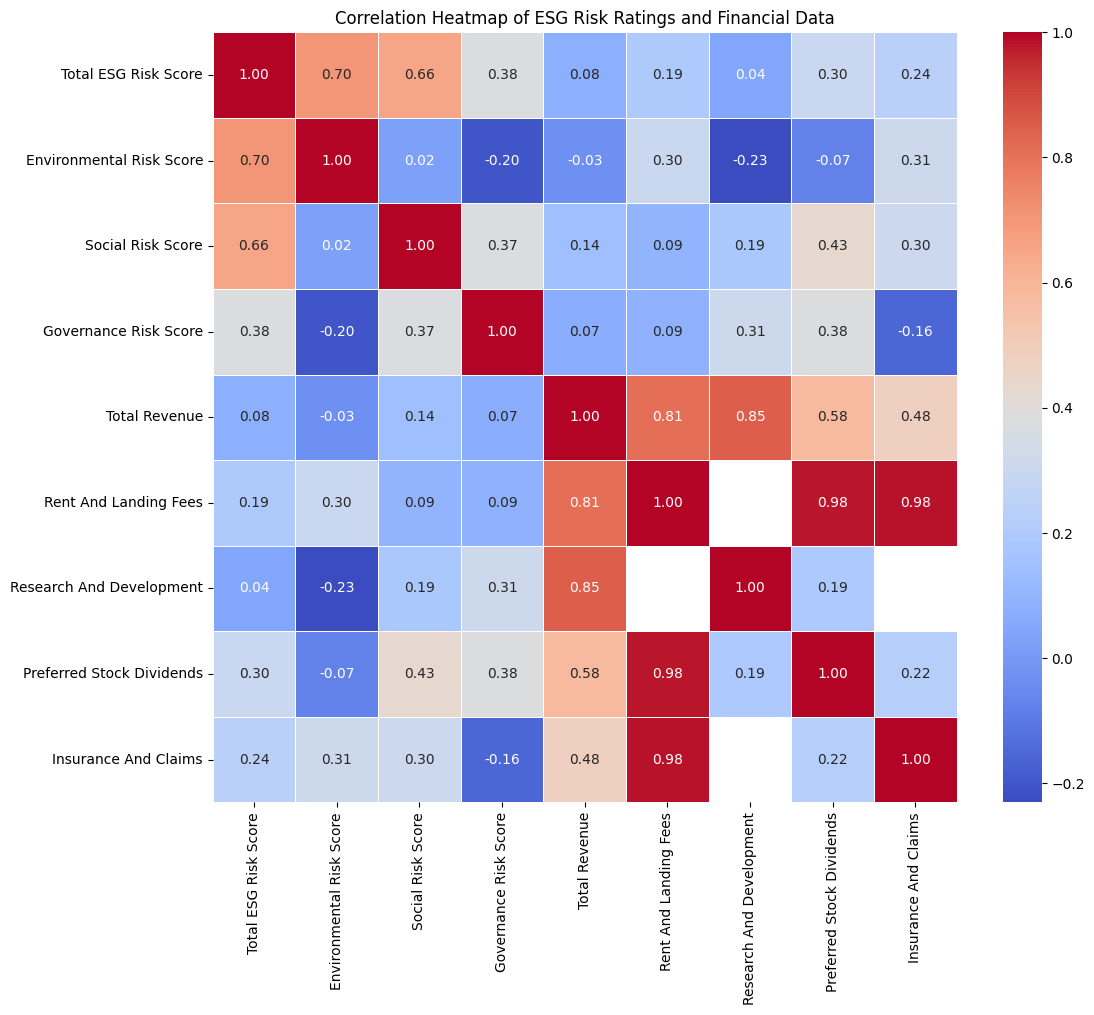 Correlation Heatmap of ESG Risk Ratings and Financial Data
Total ESG Risk Score 1.00 0.70 0.66 0.38 0.08 0.19 0.04 0.30 0.24
Environmental Risk Score 0.70 1.00 0.02 -0.20 -0.03 0.30 -0.23 -0.07 0.31
Social Risk Score 0.66 0.02 1.00 0.37 0.14 0.09 0.19 0.43 0.30
Governance Risk Score 0.38 -0.20 0.37 1.00 0.07 0.09 0.31 0.38 -0.16
Total Revenue 0.08 -0.03 0.14 0.07 1.00 0.81 0.85 0.58 0.48
Rent And Landing Fees 0.19 0.30 0.09 0.09 0.81 1.00 0.98 0.98
Research And Development 0.04 -0.23 0.19 0.31 0.85 1.00 0.19
Preferred Stock Dividends 0.30 -0.07 0.43 0.38 0.58 0.98 0.19 1.00 0.22
Insurance And Claims 0.24 0.31 0.30 -0.16 0.48 0.98 0.22 1.00
Total ESG Risk Score
Environmental Risk Score
Social Risk Score
Governance Risk Score
Total Revenue
Rent And Landing Fees
Research And Development
Preferred Stock Dividends
Insurance And Claims
1.0
0.8
0.6
0.4
0.2
0.0
−0.2